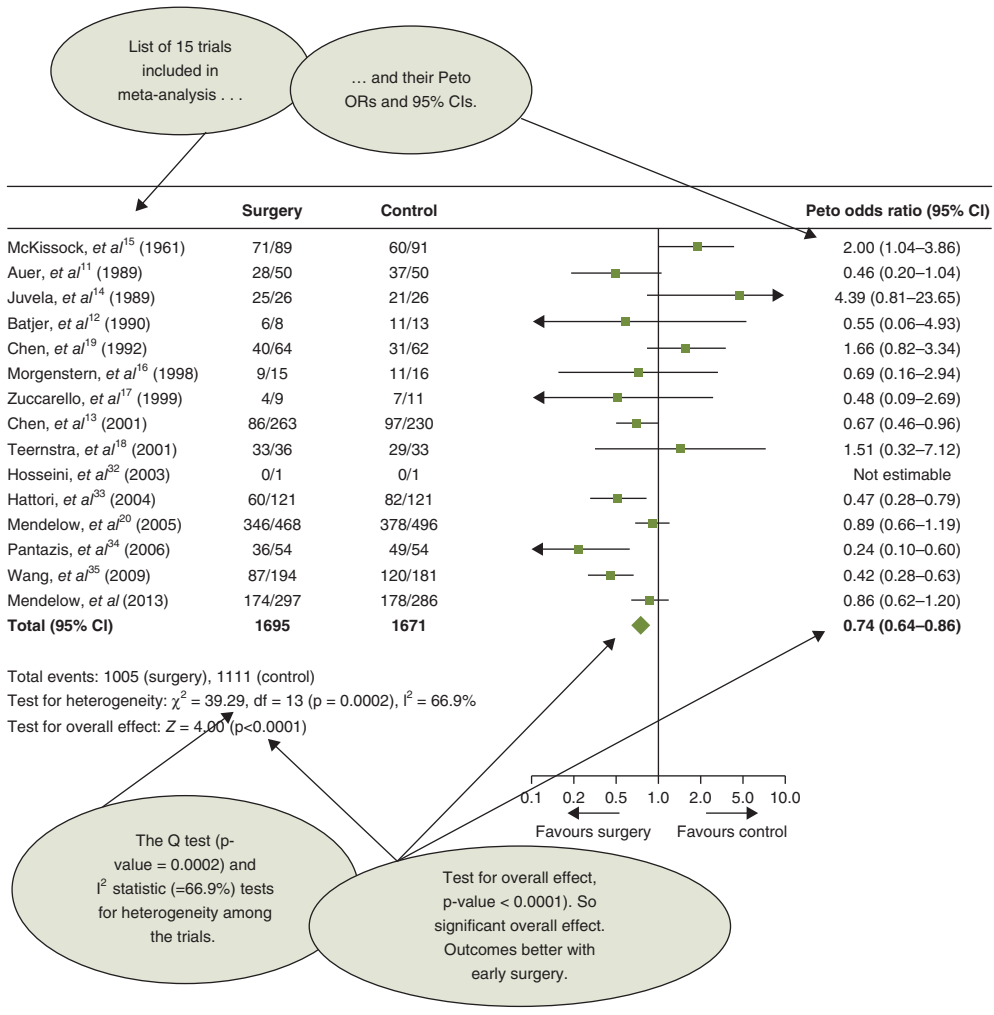 List of 15 trials
included in
meta-analysis . . .
… and their Peto
ORs and 95% CIs.
Surgery Control Peto odds ratio (95% CI)
McKissock, et al15 (1961) 71/89 60/91 2.00 (1.04–3.86)
Auer, et al11 (1989) 28/50 37/50 0.46 (0.20–1.04)
Juvela, et al14 (1989) 25/26 21/26 4.39 (0.81–23.65)
Batjer, et al12 (1990) 6/8 11/13 0.55 (0.06–4.93)
Chen, et al19 (1992) 40/64 31/62 1.66 (0.82–3.34)
Morgenstern, et al16 (1998) 9/15 11/16 0.69 (0.16–2.94)
Zuccarello, et al17 (1999) 4/9 7/11 0.48 (0.09–2.69)
Chen, et al13 (2001) 86/263 97/230 0.67 (0.46–0.96)
Teernstra, et al18 (2001) 33/36 29/33 1.51 (0.32–7.12)
Hosseini, et al32 (2003) 0/1 0/1 Not estimable
Hattori, et al33 (2004) 60/121 82/121 0.47 (0.28–0.79)
Mendelow, et al20 (2005) 346/468 378/496 0.89 (0.66–1.19)
Pantazis, et al34 (2006) 36/54 49/54 0.24 (0.10–0.60)
Wang, et al35 (2009) 87/194 120/181 0.42 (0.28–0.63)
Mendelow, et al (2013) 174/297 178/286 0.86 (0.62–1.20)
Total (95% CI) 1695 1671 0.74 (0.64–0.86)
Total events: 1005 (surgery), 1111 (control)
Test for heterogeneity: χ2 = 39.29, df = 13 (p = 0.0002), I2 = 66.9%
Test for overall effect: Z = 4.00 (p<0.0001)
0.1 0.2 0.5 1.0 2.0 5.0 10.0
Favours surgery Favours control
The Q test (p-
value = 0.0002) and
I2 statistic (=66.9%) tests
for heterogeneity among
the trials.
Test for overall effect,
p-value < 0.0001). So
significant overall effect.
Outcomes better with
early surgery.